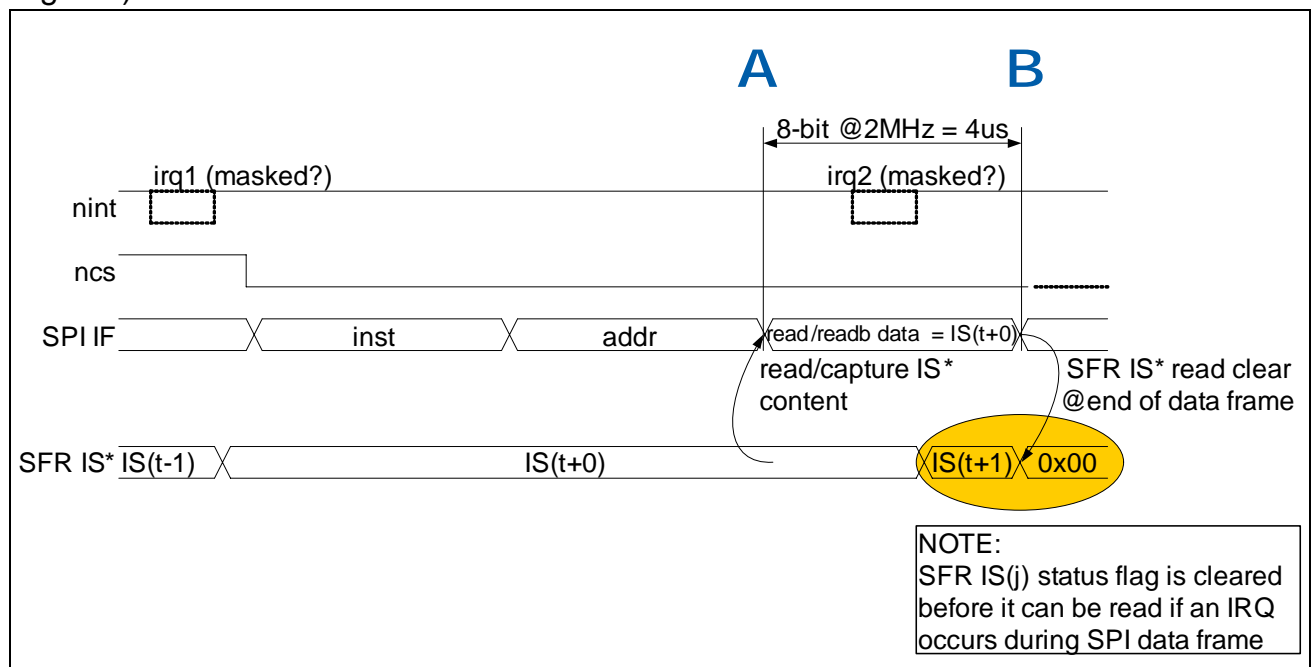 A B
8-bit @2MHz = 4us
irq1 (masked?) irq2 (masked?)
nint
ncs
SPI IF inst addr read/readb data = IS(t+0)
read/capture IS*
content
SFR IS* read clear
@end of data frame
SFR IS* IS(t-1) IS(t+0) IS(t+1) 0x00
NOTE:
SFR IS(j) status flag is cleared
before it can be read if an IRQ
occurs during SPI data frame